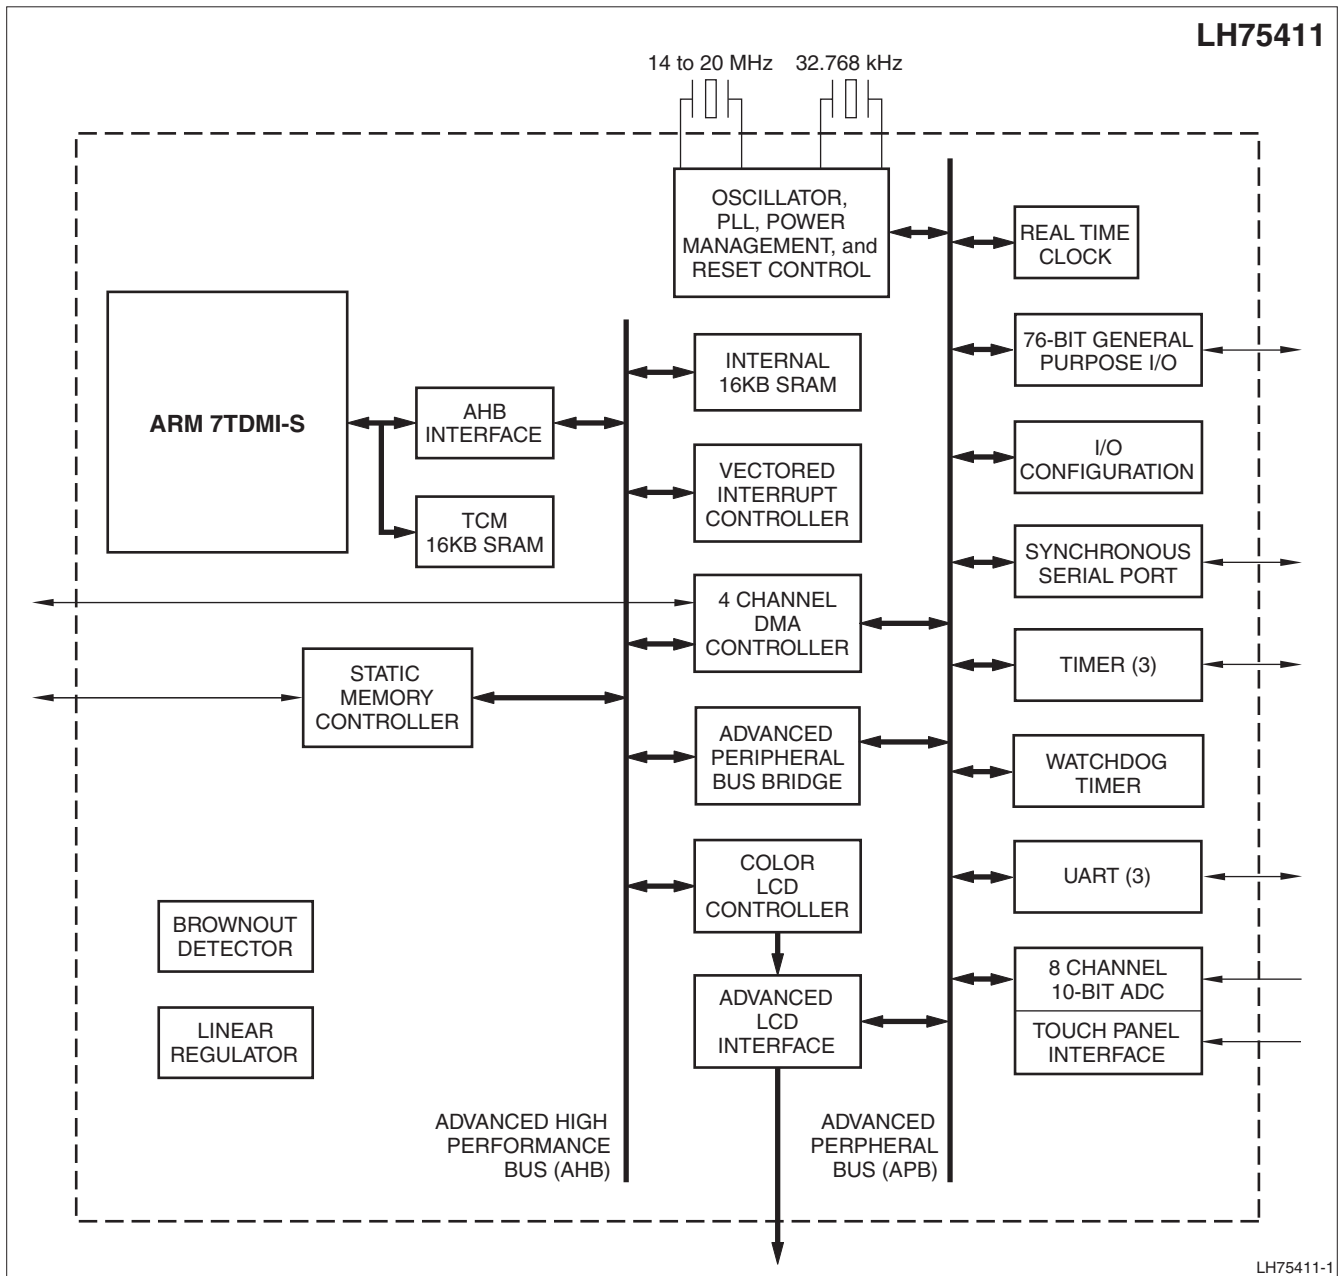 LH75411
14 to 20 MHz
32.768 kHz
OSCILLATOR,
PLL, POWER
MANAGEMENT, and
RESET CONTROL
REAL TIME
CLOCK
ARM 7TDMI-S
AHB
INTERFACE
TCM
16KB SRAM
INTERNAL
16KB SRAM
76-BIT GENERAL
PURPOSE I/O
VECTORED
INTERRUPT
CONTROLLER
I/O
CONFIGURATION
4 CHANNEL
DMA
CONTROLLER
SYNCHRONOUS
SERIAL PORT
STATIC
MEMORY
CONTROLLER
TIMER (3)
ADVANCED
PERIPHERAL
BUS BRIDGE
WATCHDOG
TIMER
COLOR
LCD
CONTROLLER
UART (3)
BROWNOUT
DETECTOR
ADVANCED
LCD
INTERFACE
8 CHANNEL
10-BIT ADC
TOUCH PANEL
INTERFACE
LINEAR
REGULATOR
ADVANCED HIGH
PERFORMANCE
BUS (AHB)
ADVANCED
PERPHERAL
BUS (APB)
LH75411-1